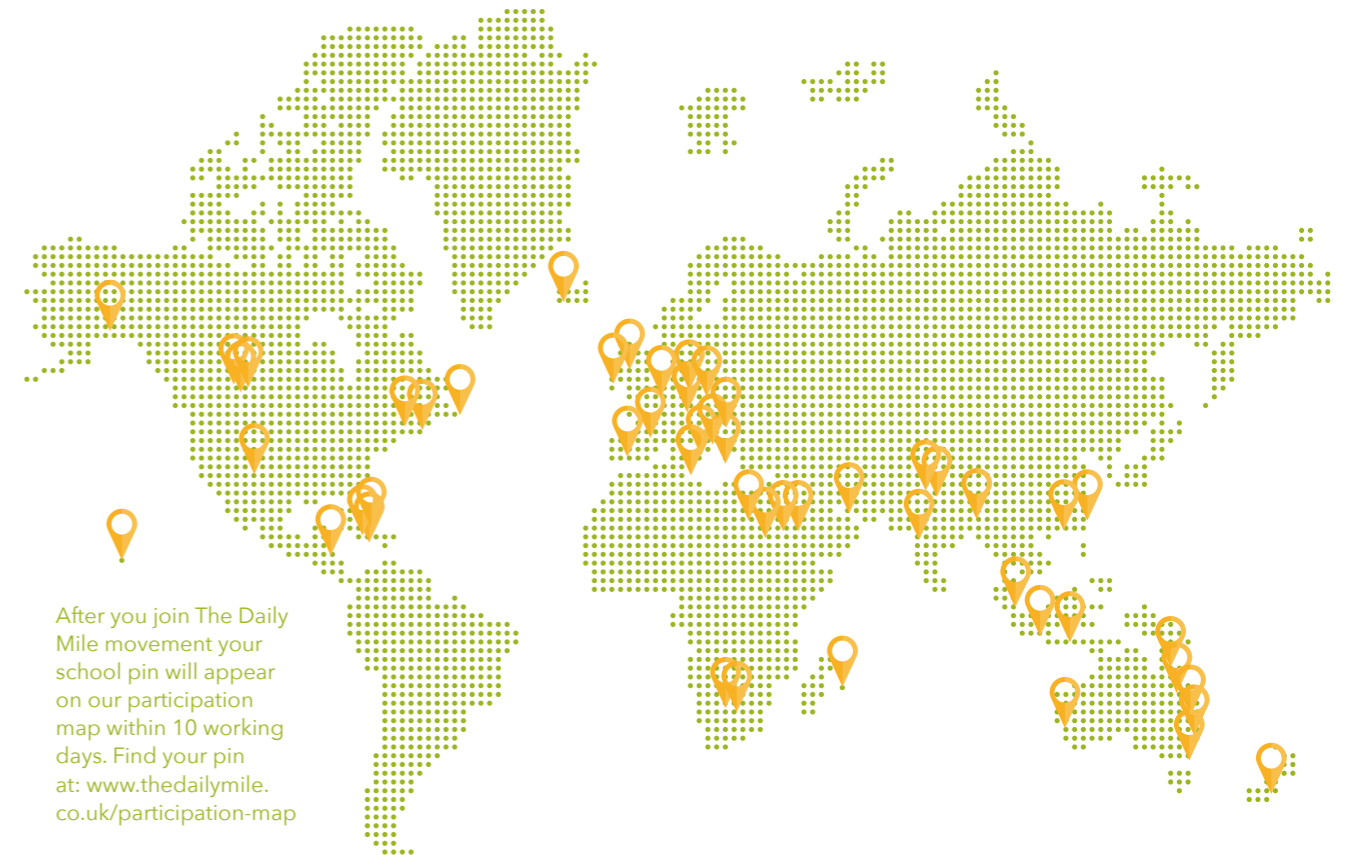 After you join The Daily
Mile movement your
school pin will appear
on our participation
map within 10 working
days. Find your pin
at: www.thedailymile.
co.uk/participation-map